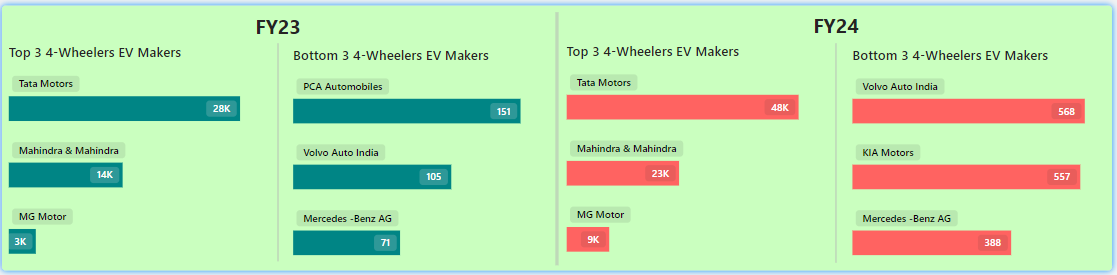 FY23
Top 3 4-Wheelers EV Makers
Tata Motors
28K
Mahindra & Mahindra
14K
MG Motor
3K
Bottom 3 4-Wheelers EV Makers
PCA Automobiles
151
Volvo Auto India
105
Mercedes -Benz AG
71
FY24
Top 3 4-Wheelers EV Makers
Tata Motors
48K
Mahindra & Mahindra
23K
MG Motor
9K
Bottom 3 4-Wheelers EV Makers
Volvo Auto India
568
KIA Motors
557
Mercedes -Benz AG
388